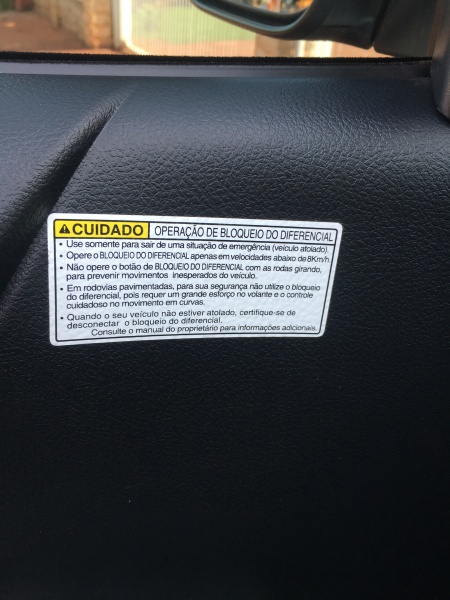 ⚠CUIDADO OPERAÇÃO DE BLOQUEIO DO DIFERENCIAL
• Use somente para sair de uma situação de emergência (veículo atolado).
• Opere o BLOQUEIO DO DIFERENCIAL apenas em velocidades abaixo de 8Km/h.
• Não opere o botão de BLOQUEIO DO DIFERENCIAL com as rodas girando,
para prevenir movimentos inesperados do veículo.
• Em rodovias pavimentadas, para sua segurança não utilize o bloqueio
do diferencial, pois requer um grande esforço no volante e o controle
cuidadoso no movimento em curvas.
• Quando o seu veículo não estiver atolado, certifique-se de
desconectar o bloqueio do diferencial.
Consulte o manual do proprietário para informações adicionais.